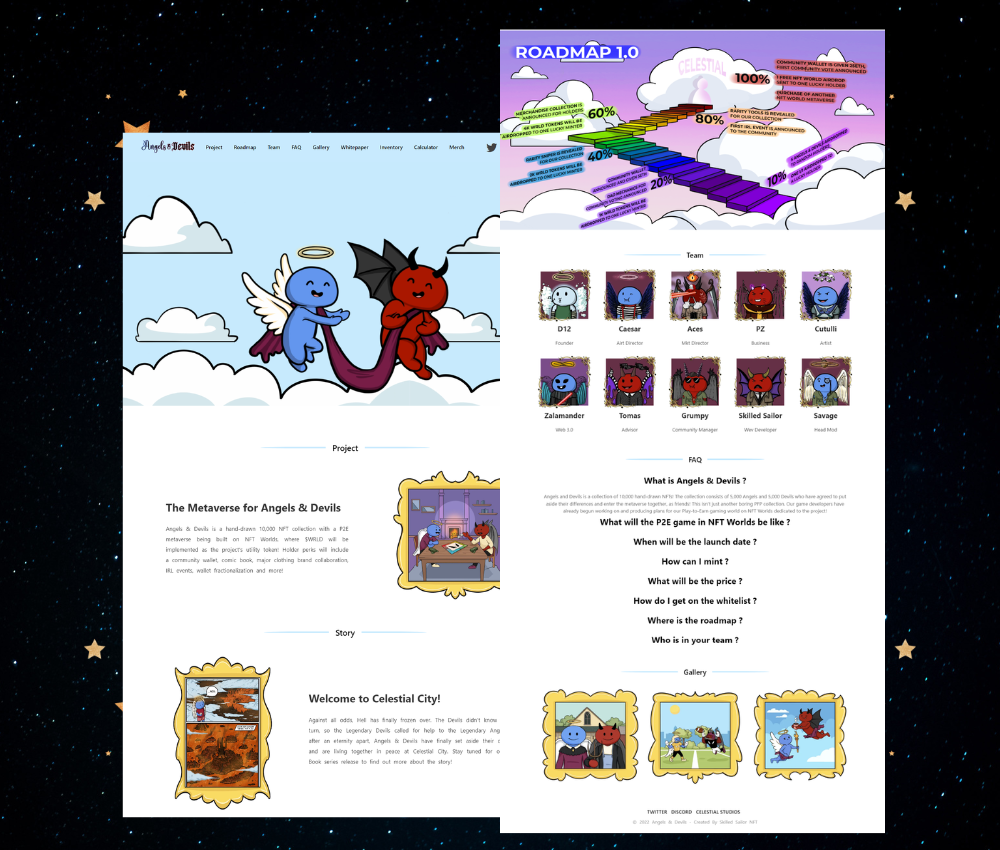 Angels & Devils
Project Roadmap Team FAQ Gallery Whitepaper Inventory Calculator Merch
Project
The Metaverse for Angels & Devils
Angels & Devils is a hand-drawn 10,000 NFT collection with a P2E
metaverse being built on NFT Worlds, where $WRLD will be
implemented as the project's utility token! Holder perks will include
a community wallet, comic book, major clothing brand collaboration,
IRL events, wallet fractionalization and more!
Story
Welcome to Celestial City!
Against all odds, Hell has finally frozen over. The Devils didn't know
turn, so the Legendary Devils called for help to the Legendary Ang
after an eternity apart, Angels & Devils have finally set aside their
and are living together in peace at Celestial City. Stay tuned for
Book series release to find out more about the story!
ROADMAP 1.0
CELESTIAL
100%
COMMUNITY WALLET IS GIVEN 25ETH,
FIRST COMMUNITY VOTE ANNOUNCED
1 FREE NFT WORLD AIRDROP
SENT TO ONE LUCKY HOLDER
PURCHASE OF ANOTHER
NFT WORLD METAVERSE
80%
RARITY TOOLS IS REVEALED
FOR OUR COLLECTION
FIRST IRL EVENT IS ANNOUNCED
TO THE COMMUNITY
60%
MERCHANDISE COLLECTION IS
ANNOUNCED FOR HOLDERS
4K WRLD TOKENS WILL BE
AIRDROPPED TO ONE LUCKY MINTER
40%
RARITY SNIPER IS REVEALED
FOR OUR COLLECTION
WRLD TOKENS WILL BE
AIRDROPPED TO ONE LUCKY MINTER
20%
COMMUNITY WALLET
WRLD TOKENS WILL BE
AIRDROPPED TO ONE LUCKY MINTER
10%
Team
D12 Caesar Aces PZ Cutulli
Founder Art Director Mkt Director Business Artist
Zalamander Tomas Grumpy Skilled Sailor Savage
Web 3.0 Advisor Community Manager Wev Developer Head Mod
FAQ
What is Angels & Devils ?
Angels and Devils is a collection of 10,000 hand-drawn NFTs! The collection consists of 5,000 Angels and 5,000 Devils who have agreed to put
aside their differences and enter the metaverse together, as friends! This isn't just another boring PFP collection. Our game developers have
already begun working on and producing plans for our Play-to-Earn gaming world on NFT Worlds dedicated to the project!
What will the P2E game in NFT Worlds be like ?
When will be the launch date ?
How can I mint ?
What will be the price ?
How do I get on the whitelist ?
Where is the roadmap ?
Who is in your team ?
Gallery
TWITTER DISCORD CELESTIAL STUDIOS
© 2022 Angels & Devils - Created by Skilled Sailor NFT